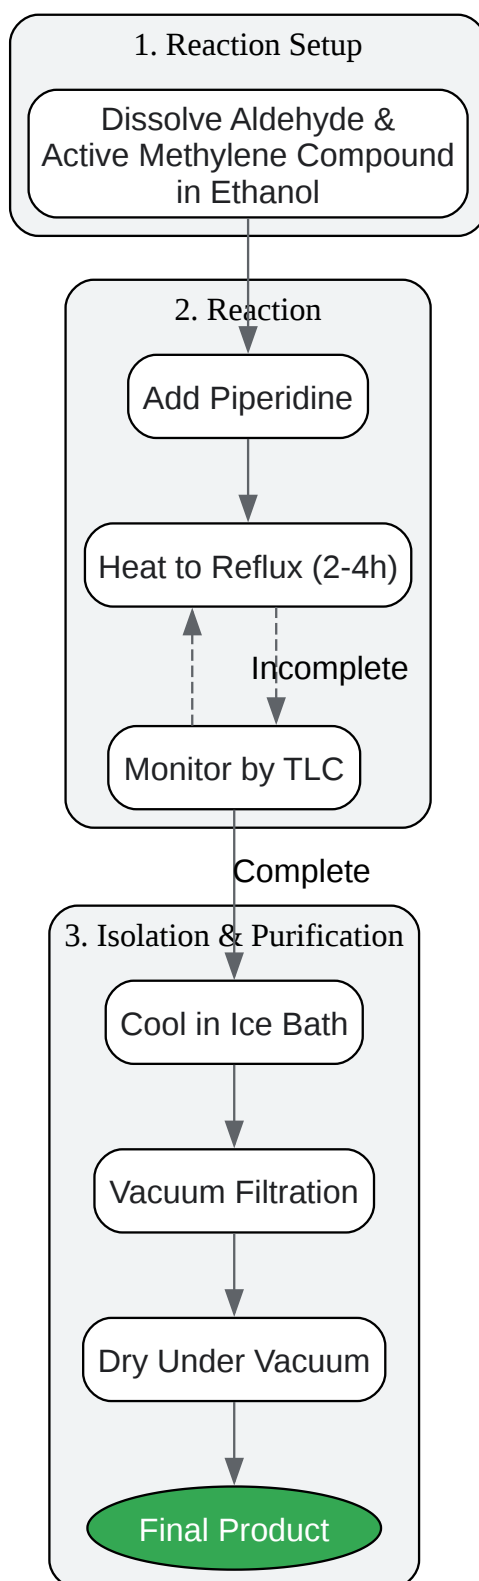 1. Reaction Setup
Dissolve Aldehyde &
Active Methylene Compound
in Ethanol
2. Reaction
Add Piperidine
Heat to Reflux (2-4h)
Incomplete
Monitor by TLC
Complete
3. Isolation & Purification
Cool in Ice Bath
Vacuum Filtration
Dry Under Vacuum
Final Product